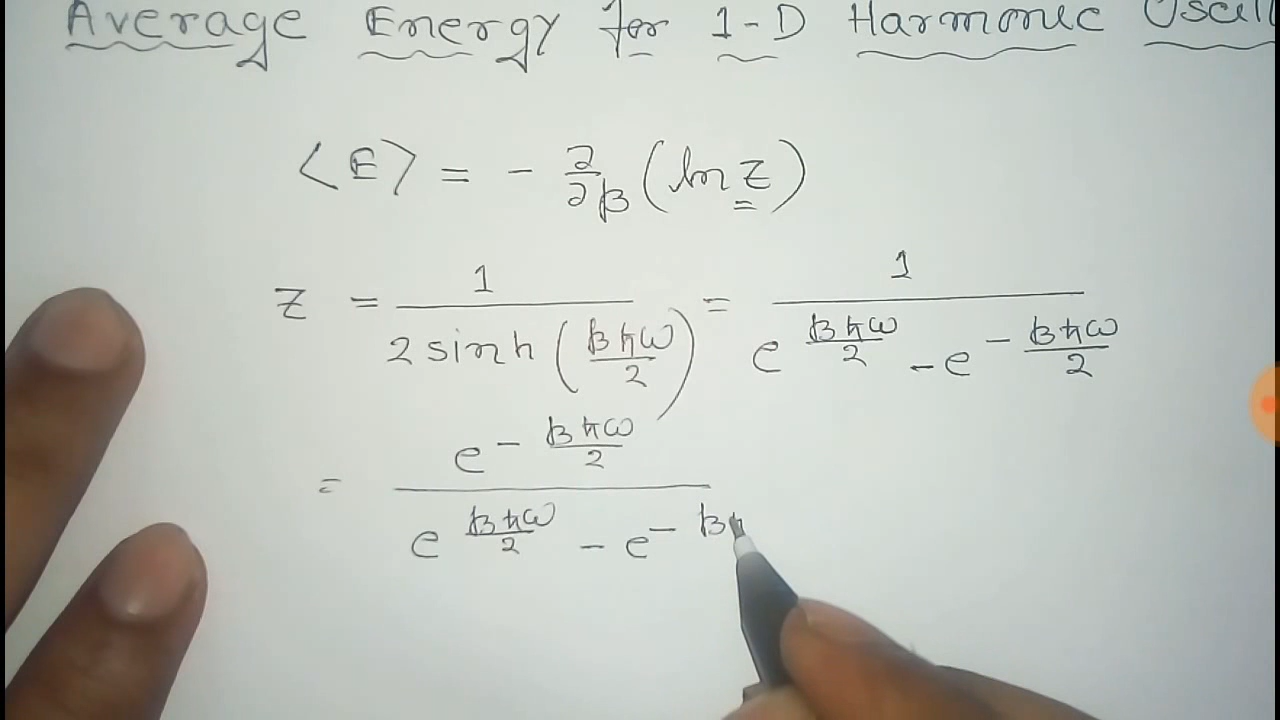 Average Energy for 1-D Harmonic
⟨E⟩ = - ∂/∂β (ln Z)
Z = 1/(2 sinh (βħω/2)) = 1/(e^(βħω/2) - e^(-βħω/2))
= e^(-βħω/2)/(e^(βħω/2) - e^(-βħ